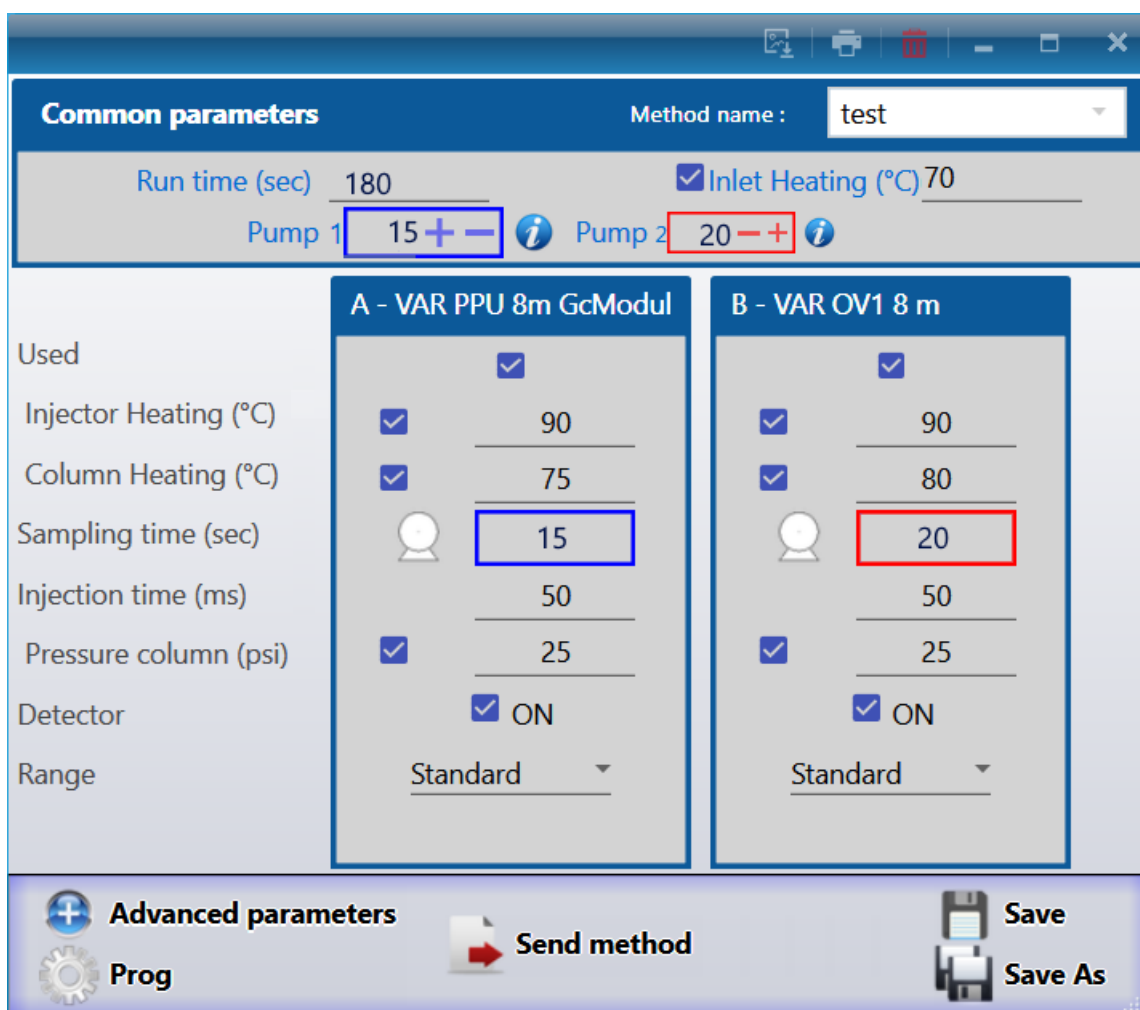 Common parameters Method name : test
Run time (sec) 180 Inlet Heating (°C) 70
Pump 1 15 + − i Pump 2 20 − + i
A - VAR PPU 8m GcModul B - VAR OV1 8 m
Used
Injector Heating (°C) 90 90
Column Heating (°C) 75 80
Sampling time (sec) 15 20
Injection time (ms) 50 50
Pressure column (psi) 25 25
Detector ON ON
Range Standard Standard
Advanced parameters
Prog
Send method
Save
Save As